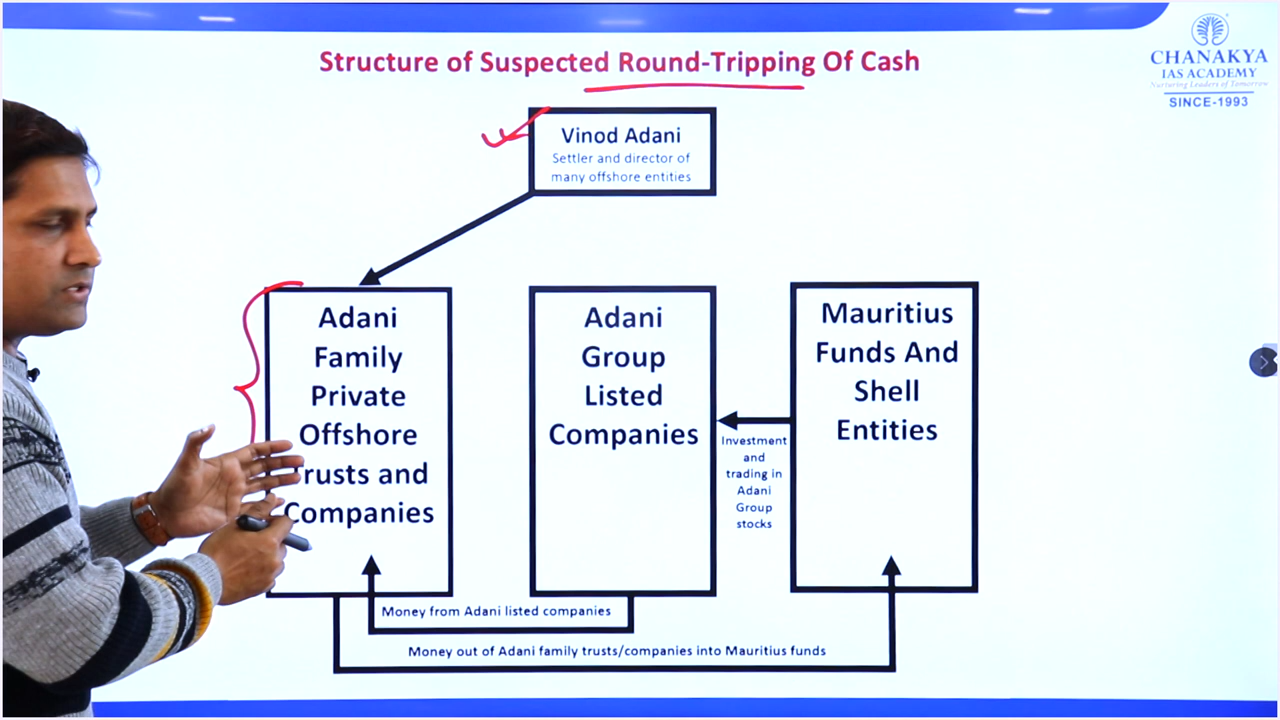 Structure of Suspected Round-Tripping Of Cash
CHANAKYA
IAS ACADEMY
Nurturing Leaders of Tomorrow
SINCE-1993
Vinod Adani
Settler and director of
many offshore entities
Adani
Family
Private
Offshore
Trusts and
Companies
Adani
Group
Listed
Companies
Mauritius
Funds And
Shell
Entities
Investment
and
trading in
Adani
Group
stocks
Money from Adani listed companies
Money out of Adani family trusts/companies into Mauritius funds